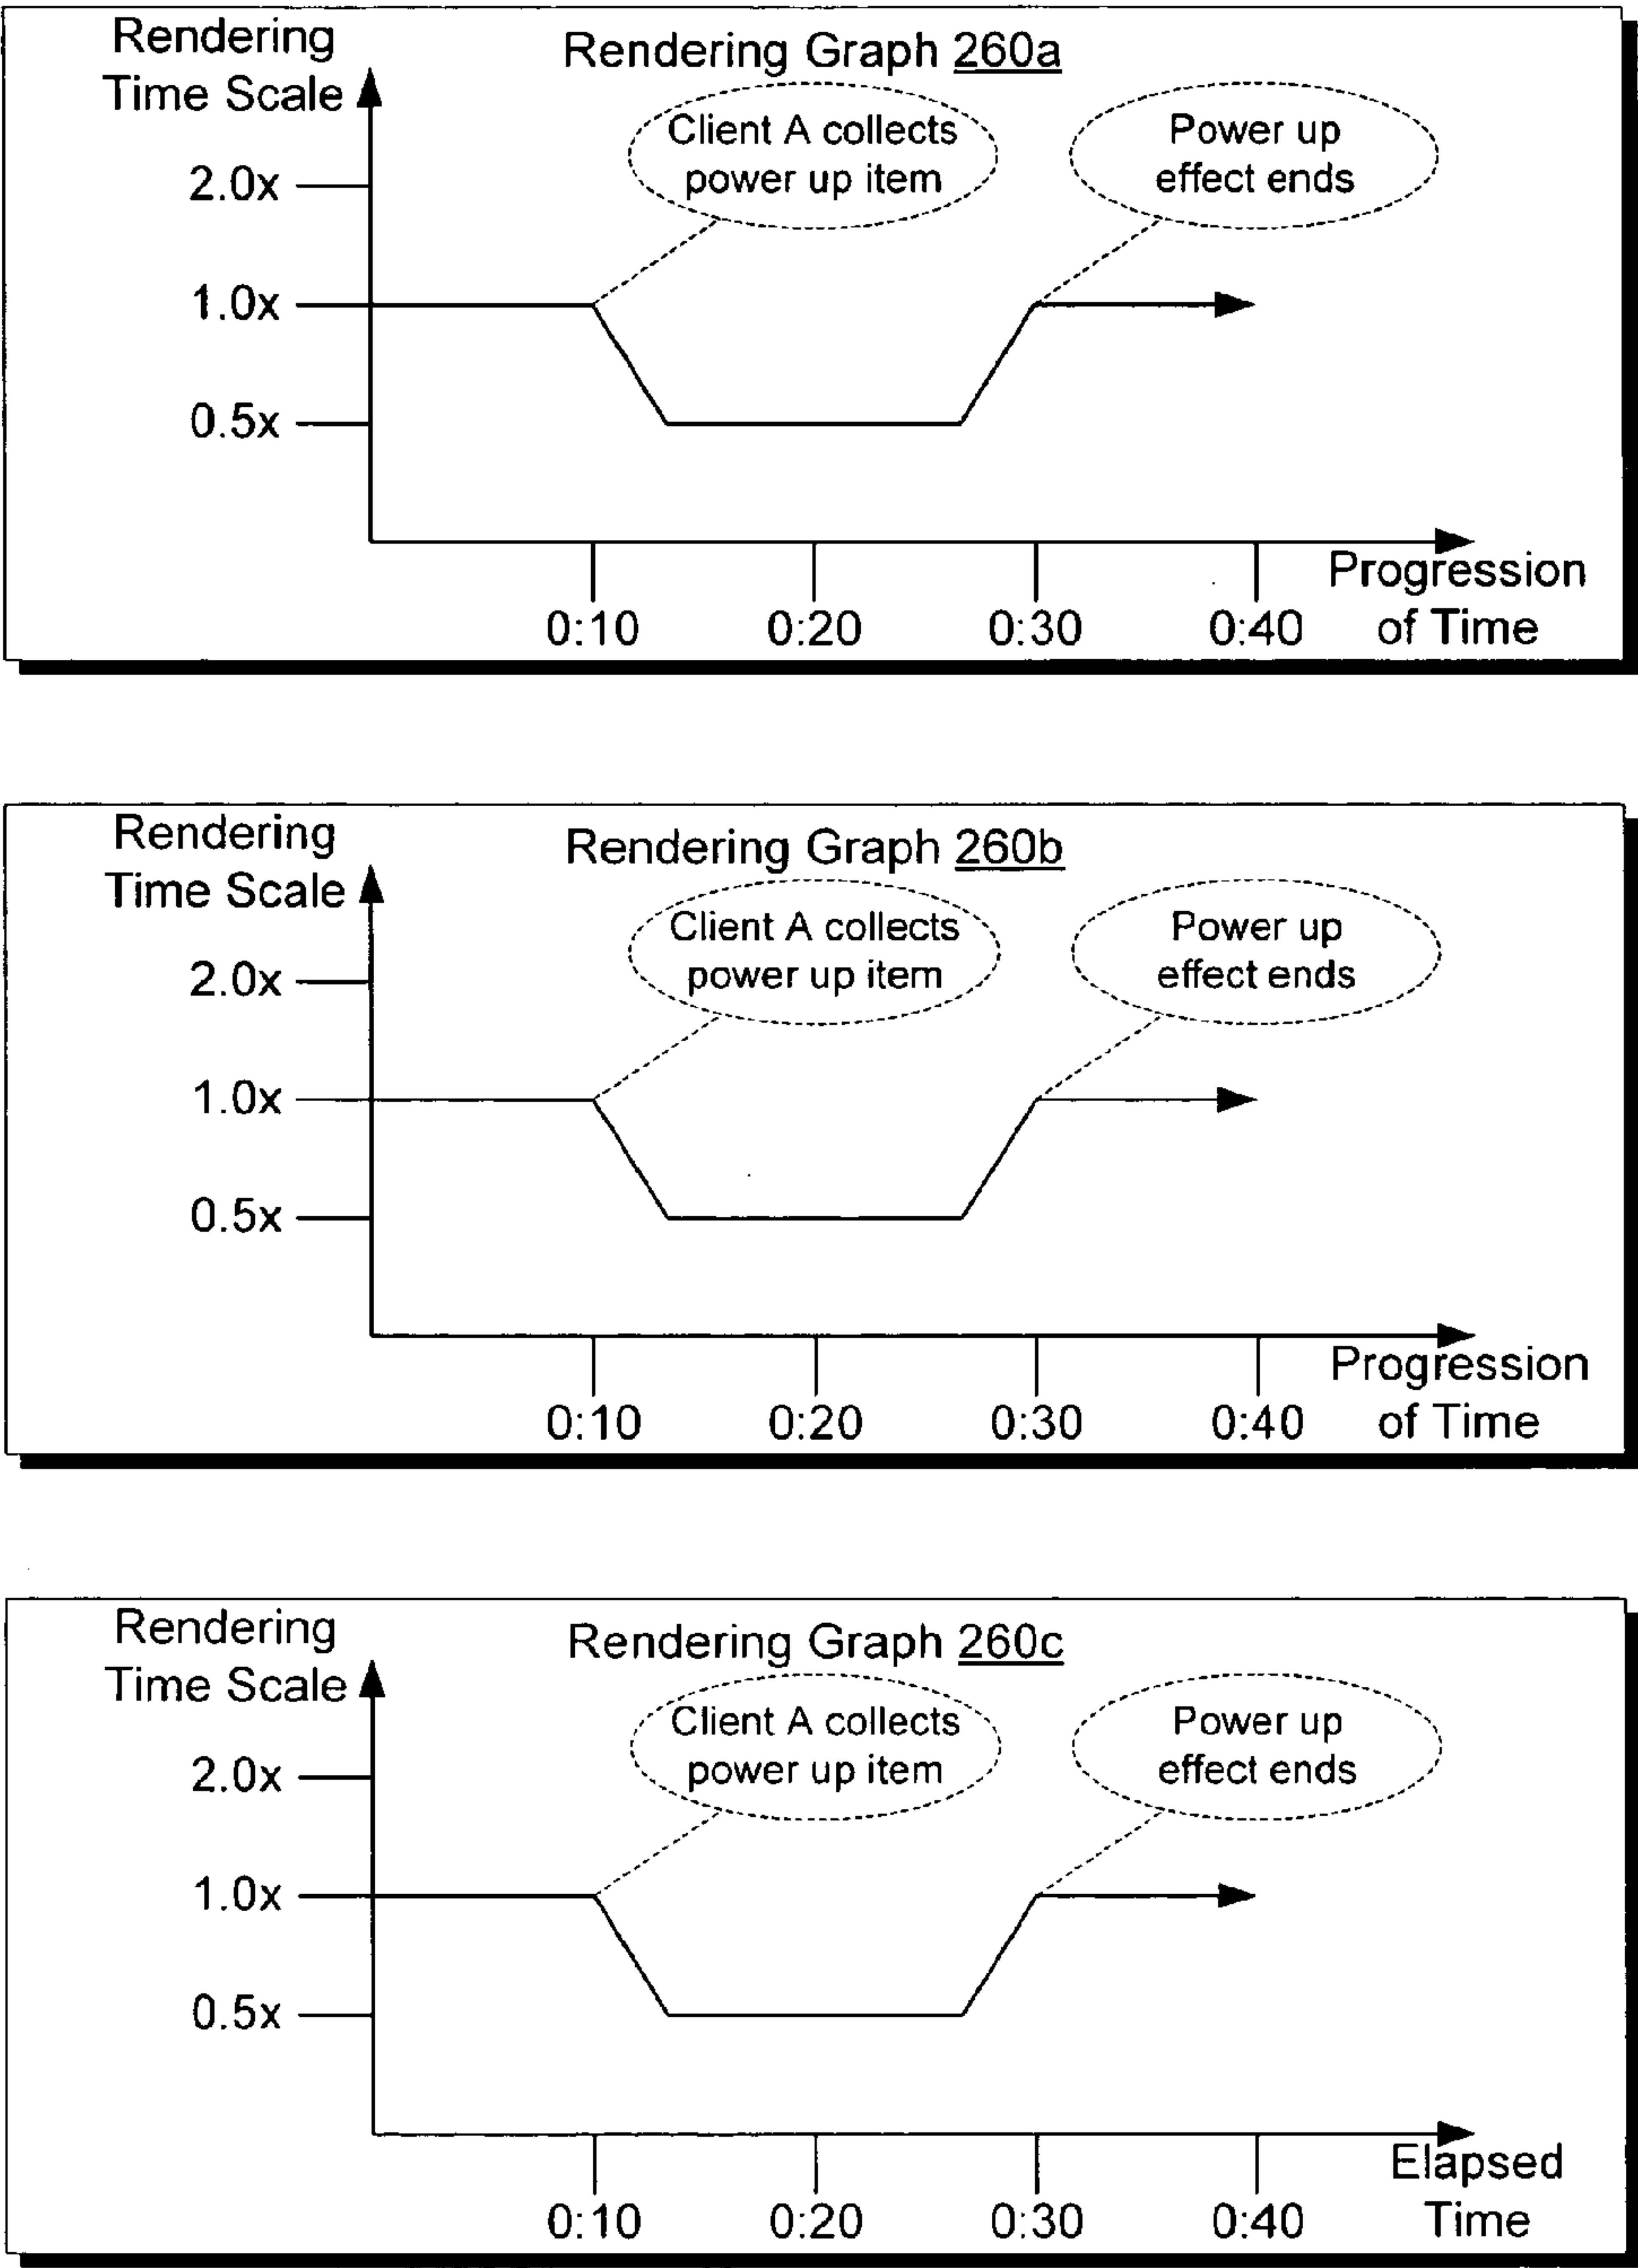 Rendering
Time Scale
Rendering Graph 260a
Client A collects
power up item
Power up
effect ends
2.0x
1.0x
0.5x
0:10
0:20
0:30
0:40
Progression
of Time
Rendering
Time Scale
Rendering Graph 260b
Client A collects
power up item
Power up
effect ends
2.0x
1.0x
0.5x
0:10
0:20
0:30
0:40
Progression
of Time
Rendering
Time Scale
Rendering Graph 260c
Client A collects
power up item
Power up
effect ends
2.0x
1.0x
0.5x
0:10
0:20
0:30
0:40
Elapsed
Time